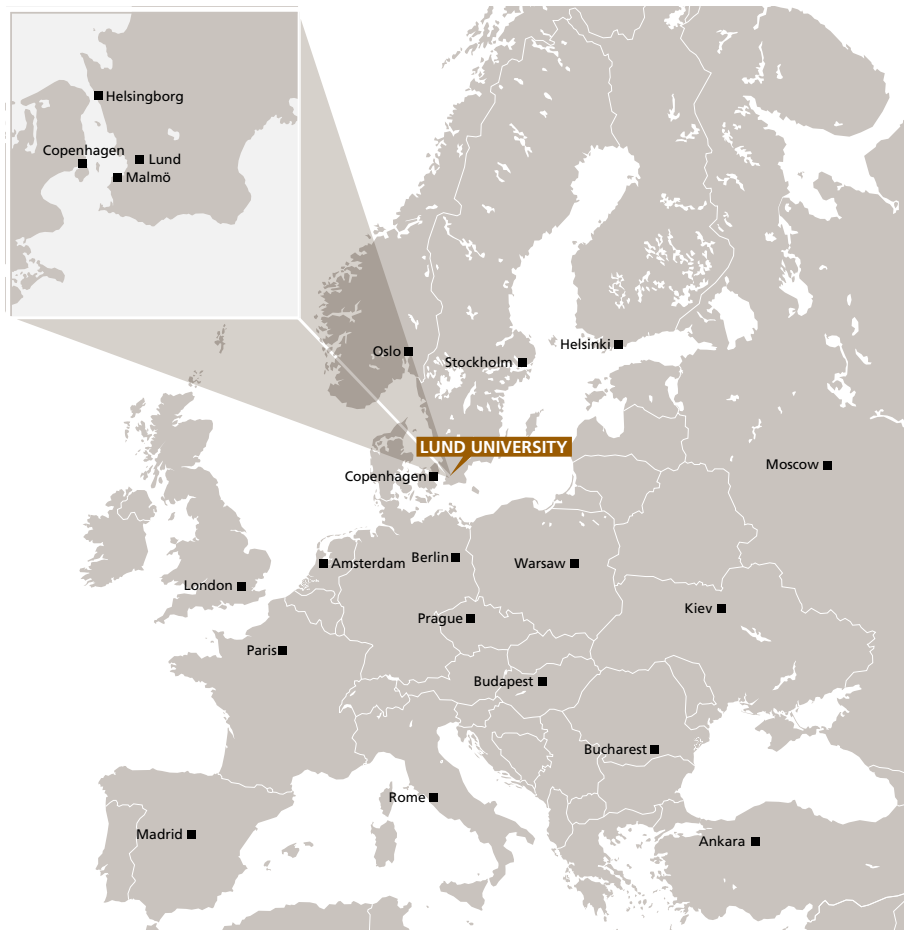 Helsingborg
Copenhagen
Lund
Malmö
Oslo
Stockholm
Helsinki
LUND UNIVERSITY
Copenhagen
Moscow
Amsterdam
Berlin
Warsaw
London
Kiev
Prague
Paris
Budapest
Bucharest
Rome
Madrid
Ankara